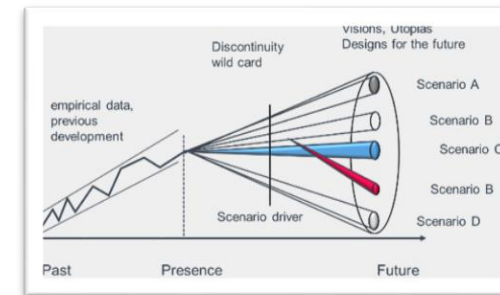 Visions, Utopias
Designs for the future
Discontinuity
wild card
empirical data,
previous
development
Scenario A
Scenario B
Scenario C
Scenario B
Scenario D
Scenario driver
Past
Presence
Future